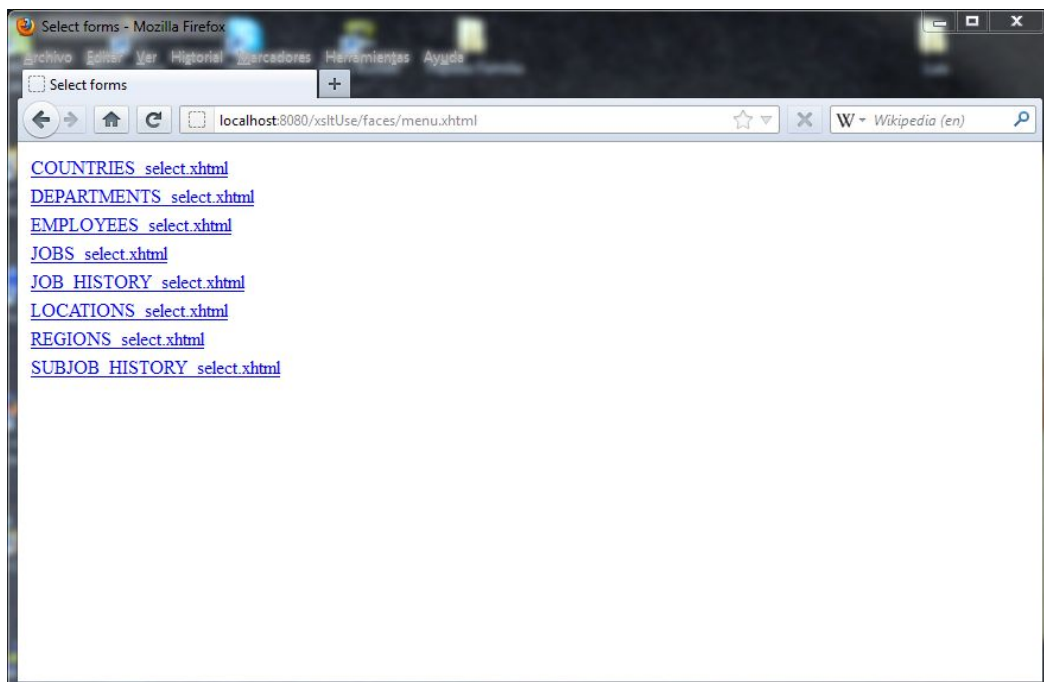 Select forms - Mozilla Firefox
Archivo Editar Ver Historial Marcadores Herramientas Ayuda
Select forms
localhost:8080/xsltUse/faces/menu.xhtml
W Wikipedia (en)
COUNTRIES_select.xhtml
DEPARTMENTS_select.xhtml
EMPLOYEES_select.xhtml
JOBS_select.xhtml
JOB_HISTORY_select.xhtml
LOCATIONS_select.xhtml
REGIONS_select.xhtml
SUBJOB_HISTORY_select.xhtml